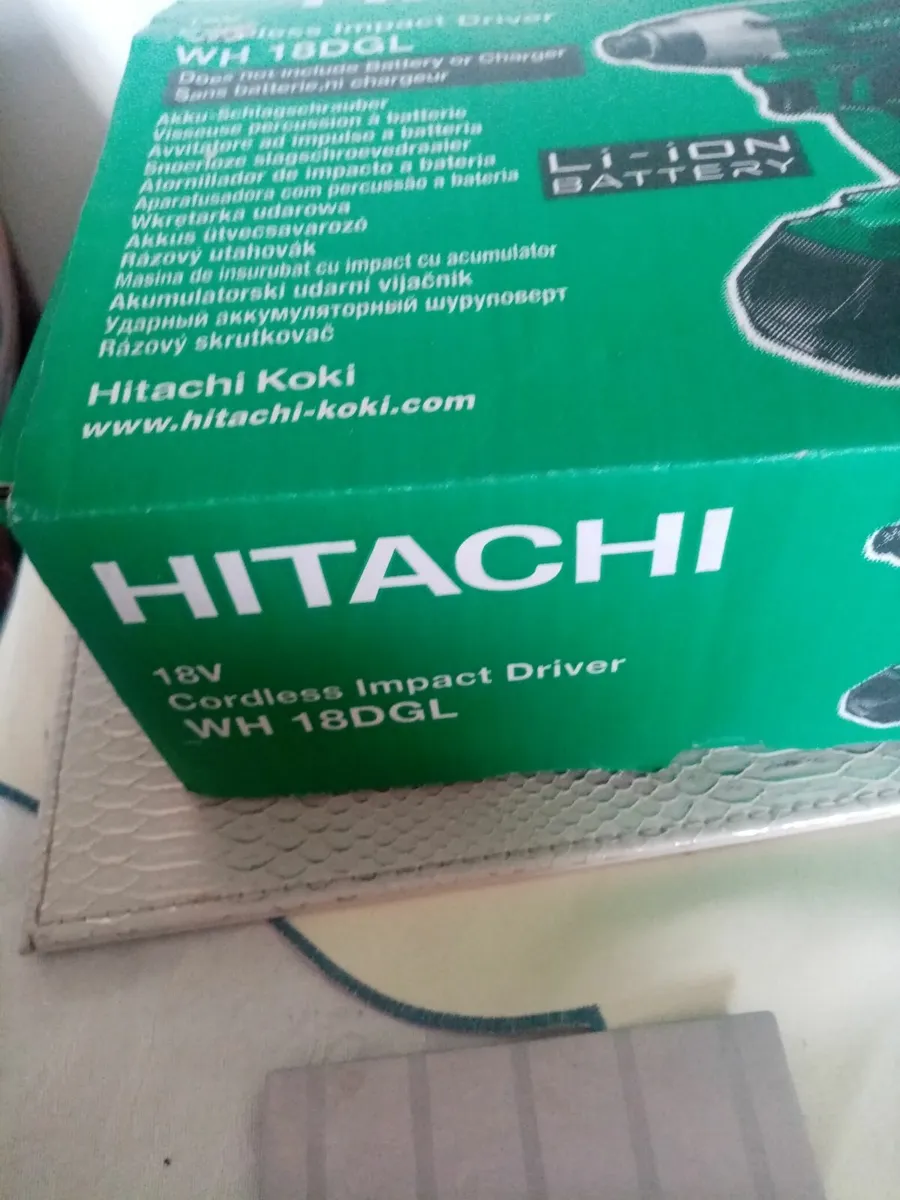 Cordless Impact Driver
WH 18DGL
Does not include Battery or Charger
Sans batterie,ni chargeur
Akku-Schlagschrauber
Visseuse percussion à batterie
Avvitatore ad impulso a batteria
Snoerloze slagschroevedraaier
Atornillador de impacto a batería
Aparafusadora com percussão a bateria
Wkrętarka udarowa
Akkus ütvecsavarozó
Rázový utahovák
Masina de insurubat cu impact cu acumulator
Akumulatorski udarni vijačnik
Ударный аккумуляторный шуруповерт
Rázový skrutkovač
Li-iON
BATTERY
Hitachi Koki
www.hitachi-koki.com
HITACHI
18V
Cordless Impact Driver
WH 18DGL